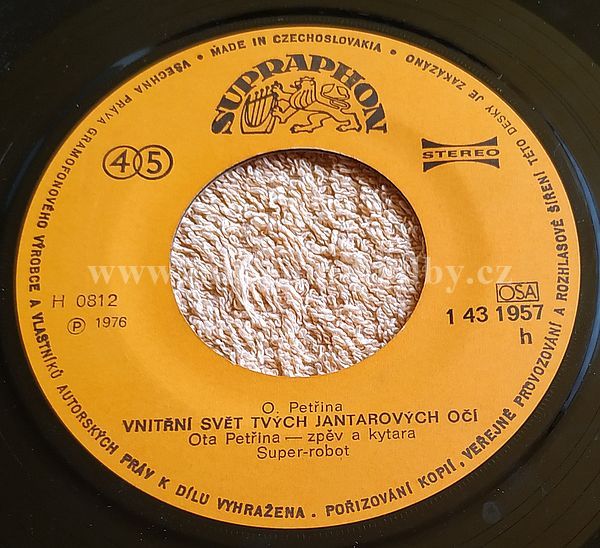 VŠECHNA PRÁVA GRAMOFONOVÉHO VÝROBCE A VLASTNÍKŮ AUTORSKÝCH PRÁV K DÍLU VYHRAŽENA. POŘIZOVÁNÍ KOPIÍ, VEŘEJNÉ PROVOZOVÁNÍ A ROZHLASOVÉ ŠÍŘENÍ TÉTO DESKY JE ZAKÁZÁNO • MADE IN CZECHOSLOVAKIA •
SUPRAPHON
45
STEREO
H 0812
Ⓟ 1976
OSA
1 43 1957
h
O. Petřina
VNITŘNÍ SVĚT TVÝCH JANTAROVÝCH OČÍ
Ota Petřina — zpěv a kytara
Super-robot